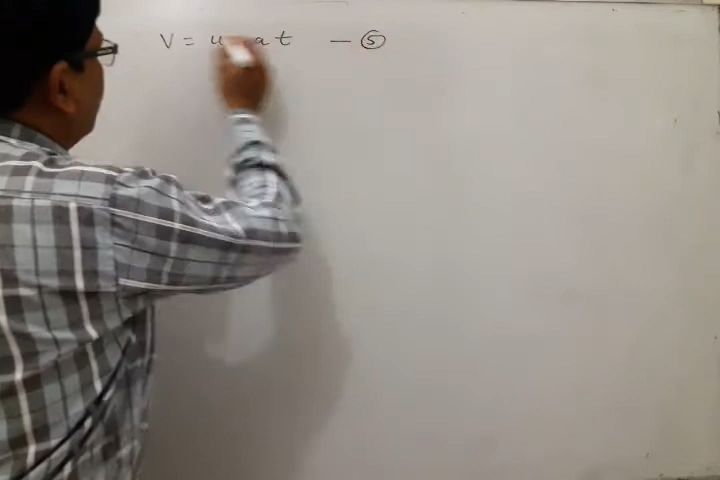 V = u at — ⑤